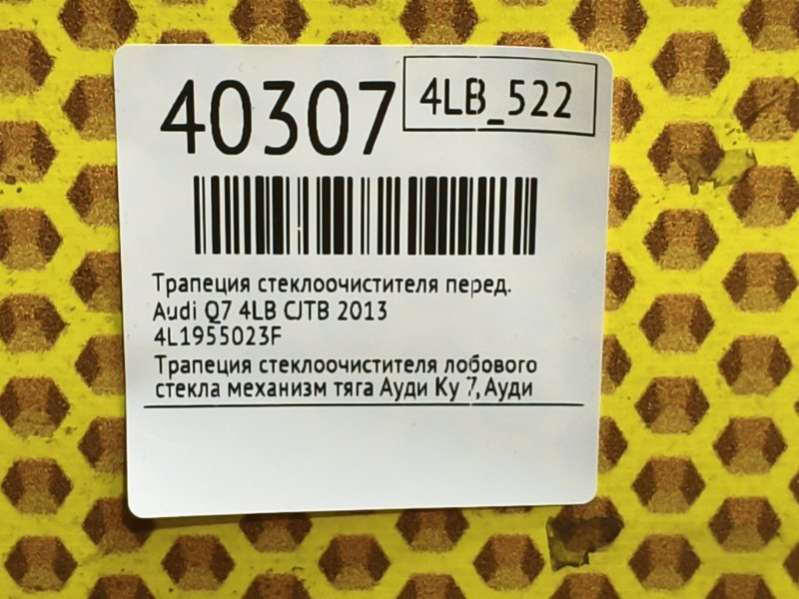 40307
4LB_522
Трапеция стеклоочистителя перед.
Audi Q7 4LB CJTB 2013
4L1955023F
Трапеция стеклоочистителя лобового
стекла механизм тяга Ауди Ку 7, Ауди